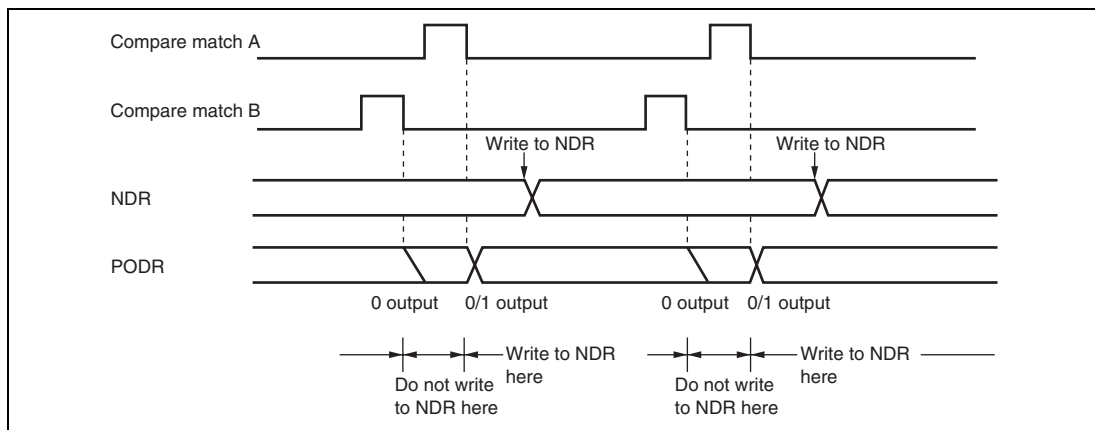 Compare match A
Compare match B
Write to NDR
Write to NDR
NDR
PODR
0 output
0/1 output
0 output
0/1 output
Write to NDR
here
Write to NDR
here
Do not write
to NDR here
Do not write
to NDR here